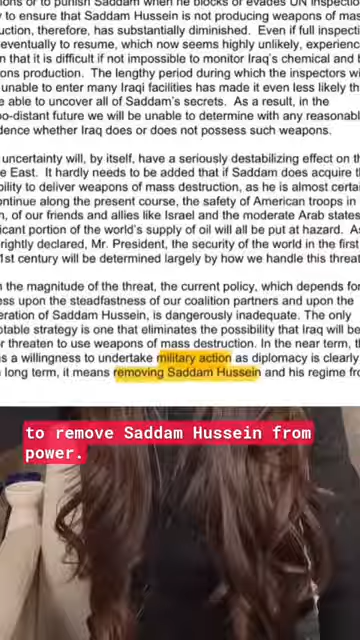 ions or to punish Saddam when he blocks or evades UN inspectio
to ensure that Saddam Hussein is not producing weapons of mas
uction, therefore, has substantially diminished. Even if full inspecti
eventually to resume, which now seems highly unlikely, experienc
n that it is difficult if not impossible to monitor Iraq's chemical and b
ons production. The lengthy period during which the inspectors wi
unable to enter many Iraqi facilities has made it even less likely th
e able to uncover all of Saddam's secrets. As a result, in the
oo-distant future we will be unable to determine with any reasonabl
dence whether Iraq does or does not possess such weapons.
uncertainty will, by itself, have a seriously destabilizing effect on th
e East. It hardly needs to be added that if Saddam does acquire th
bility to deliver weapons of mass destruction, as he is almost certai
ontinue along the present course, the safety of American troops in
n, of our friends and allies like Israel and the moderate Arab states
ficant portion of the world's supply of oil will all be put at hazard. As
rightly declared, Mr. President, the security of the world in the first
1st century will be determined largely by how we handle this threat
n the magnitude of the threat, the current policy, which depends for
ess upon the steadfastness of our coalition partners and upon the
eration of Saddam Hussein, is dangerously inadequate. The only
ptable strategy is one that eliminates the possibility that Iraq will be
r threaten to use weapons of mass destruction. In the near term, th
s a willingness to undertake military action as diplomacy is clearly
long term, it means removing Saddam Hussein and his regime fro
to remove Saddam Hussein from
power.